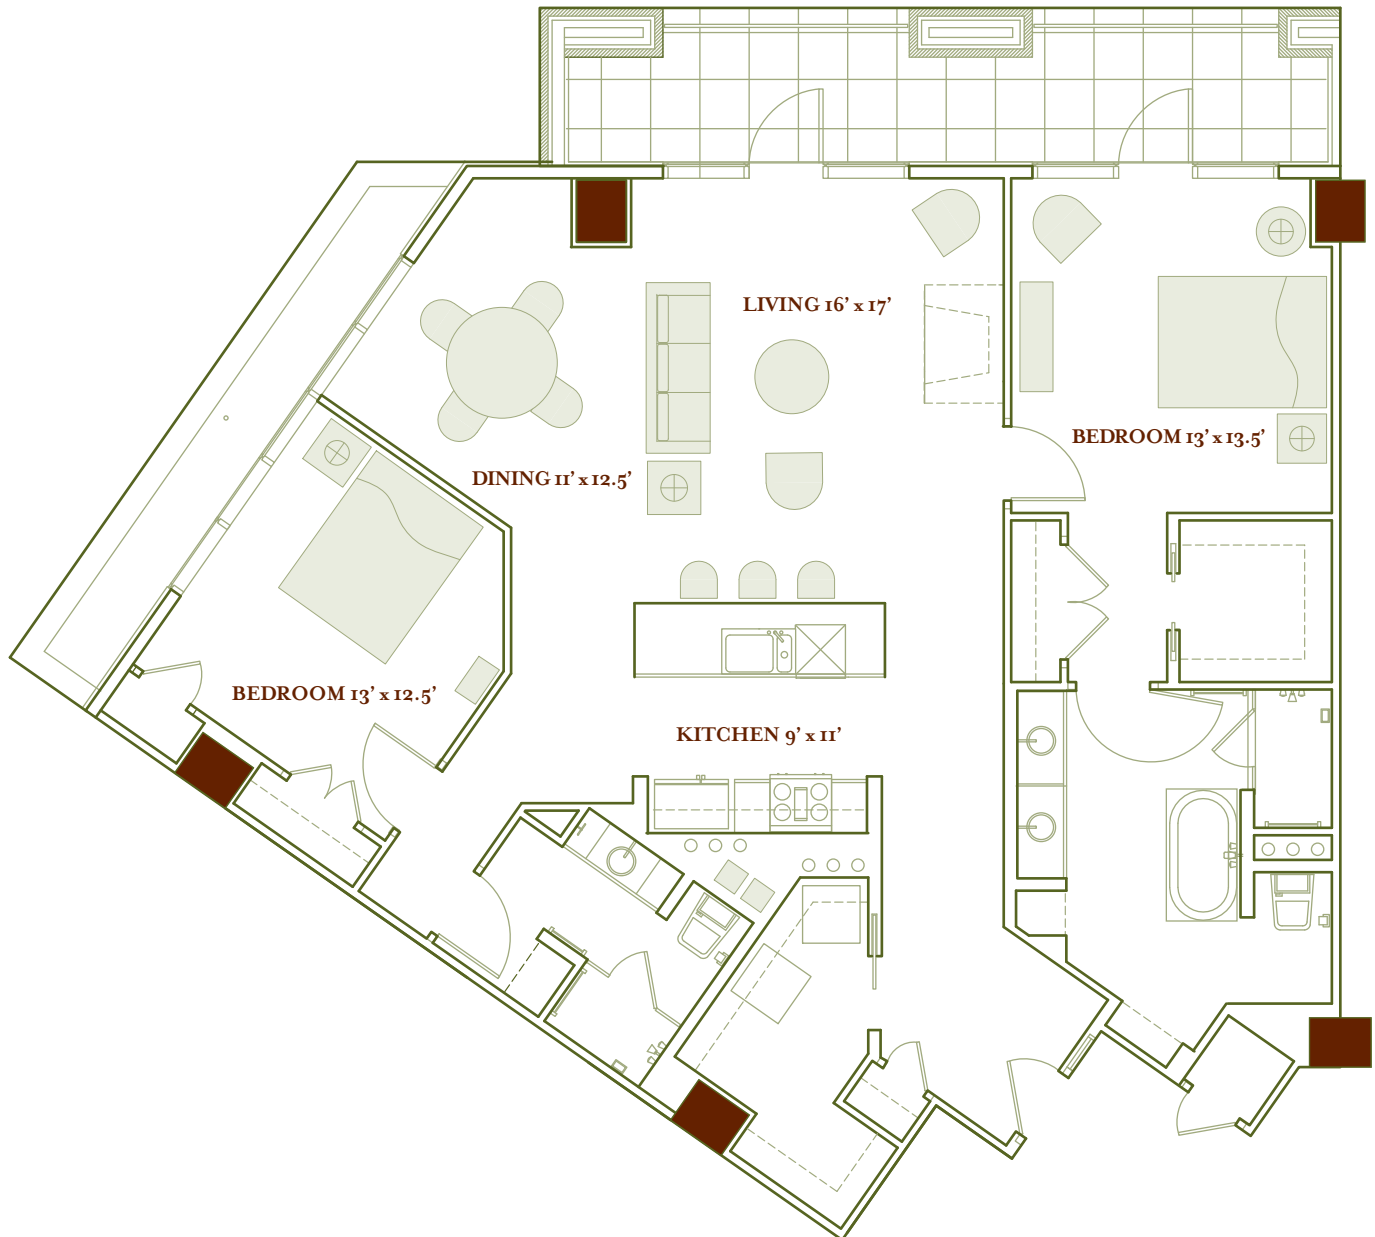 LIVING 16’ x 17’
BEDROOM 13’ x 13.5’
DINING 11’ x 12.5’
BEDROOM 13’ x 12.5’
KITCHEN 9’ x 11’